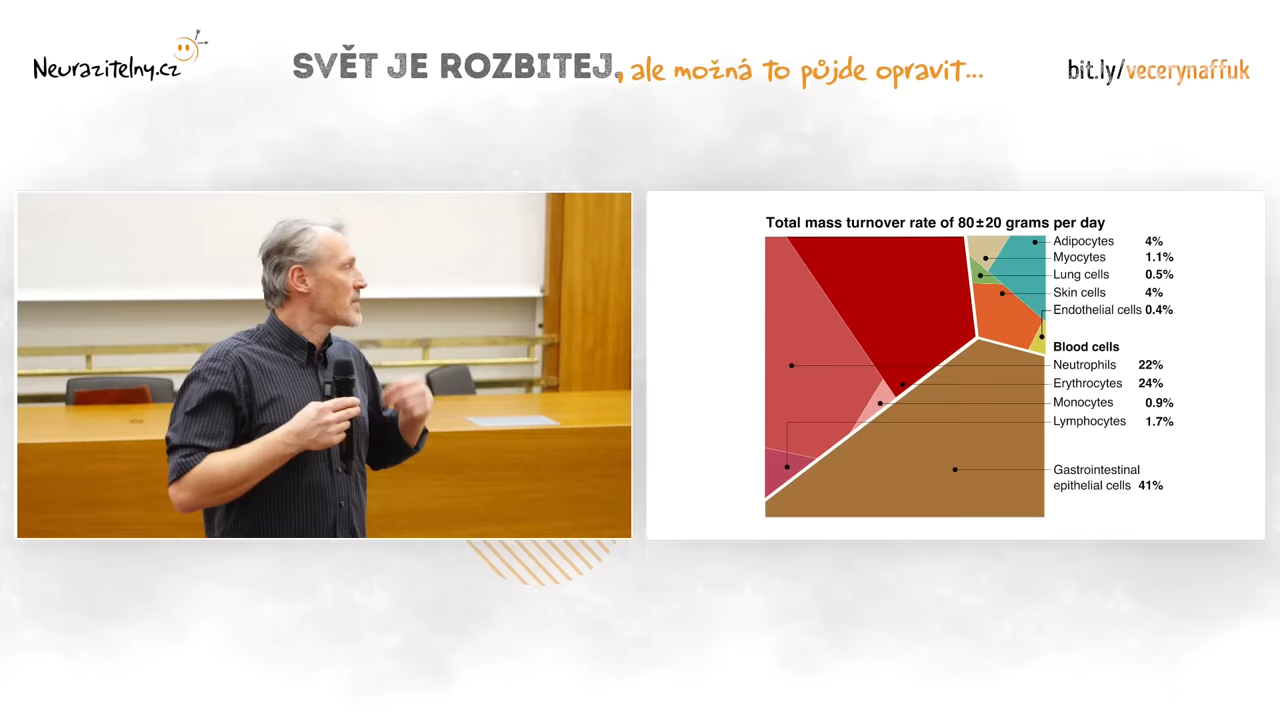 Neurazitelny.cz
SVĚT JE ROZBITEJ, ale možná to půjde opravit...
bit.ly/vecerynaffuk
Total mass turnover rate of 80±20 grams per day
Adipocytes 4%
Myocytes 1.1%
Lung cells 0.5%
Skin cells 4%
Endothelial cells 0.4%
Blood cells
Neutrophils 22%
Erythrocytes 24%
Monocytes 0.9%
Lymphocytes 1.7%
Gastrointestinal
epithelial cells 41%